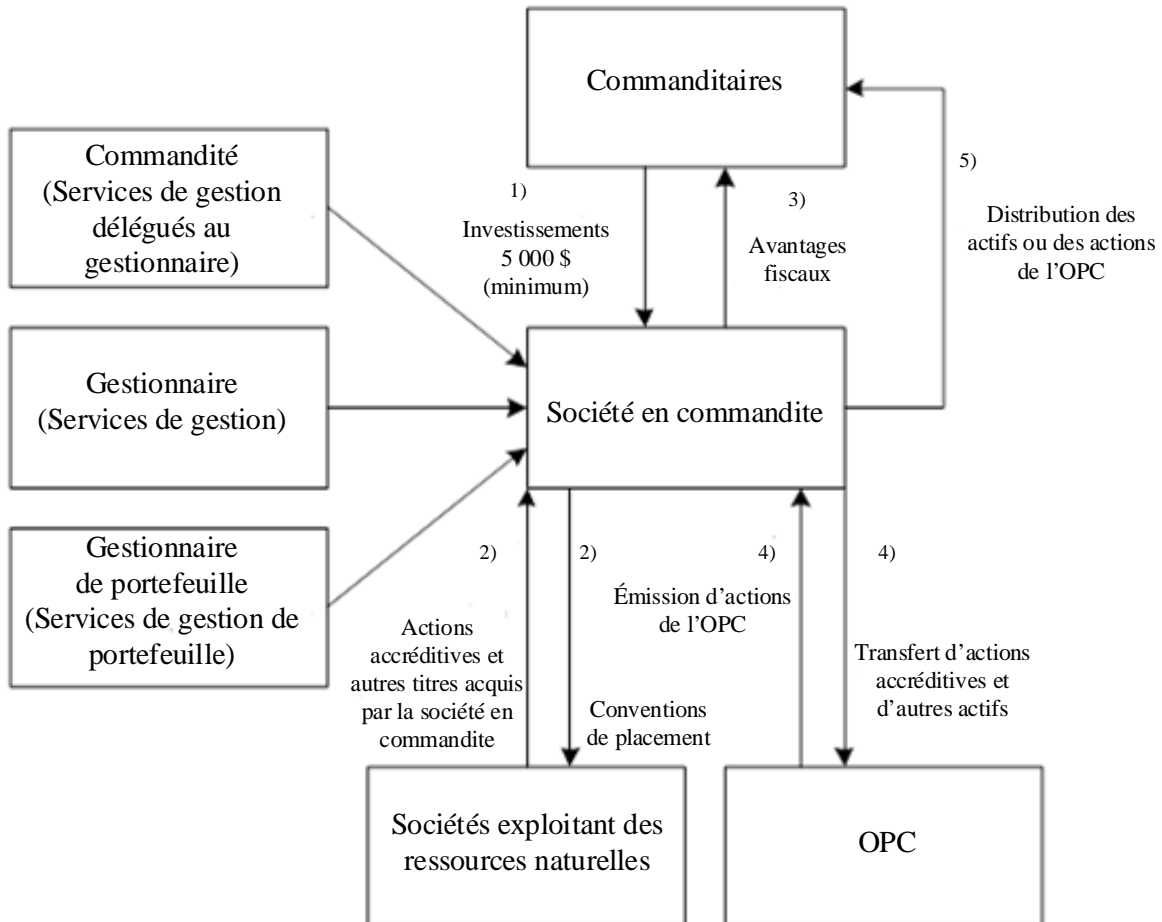 Commanditaires
Commandité
(Services de gestion
délégués au
gestionnaire)
1)
Investissements
5 000 $
(minimum)
3)
Avantages
fiscaux
5)
Distribution des
actifs ou des actions
de l’OPC
Gestionnaire
(Services de gestion)
Société en commandite
Gestionnaire
de portefeuille
(Services de gestion de
portefeuille)
2)
Actions
accréditives et
autres titres acquis
par la société en
commandite
2)
Conventions
de placement
4)
Émission d’actions
de l’OPC
4)
Transfert d’actions
accréditives et
d’autres actifs
Sociétés exploitant des
ressources naturelles
OPC